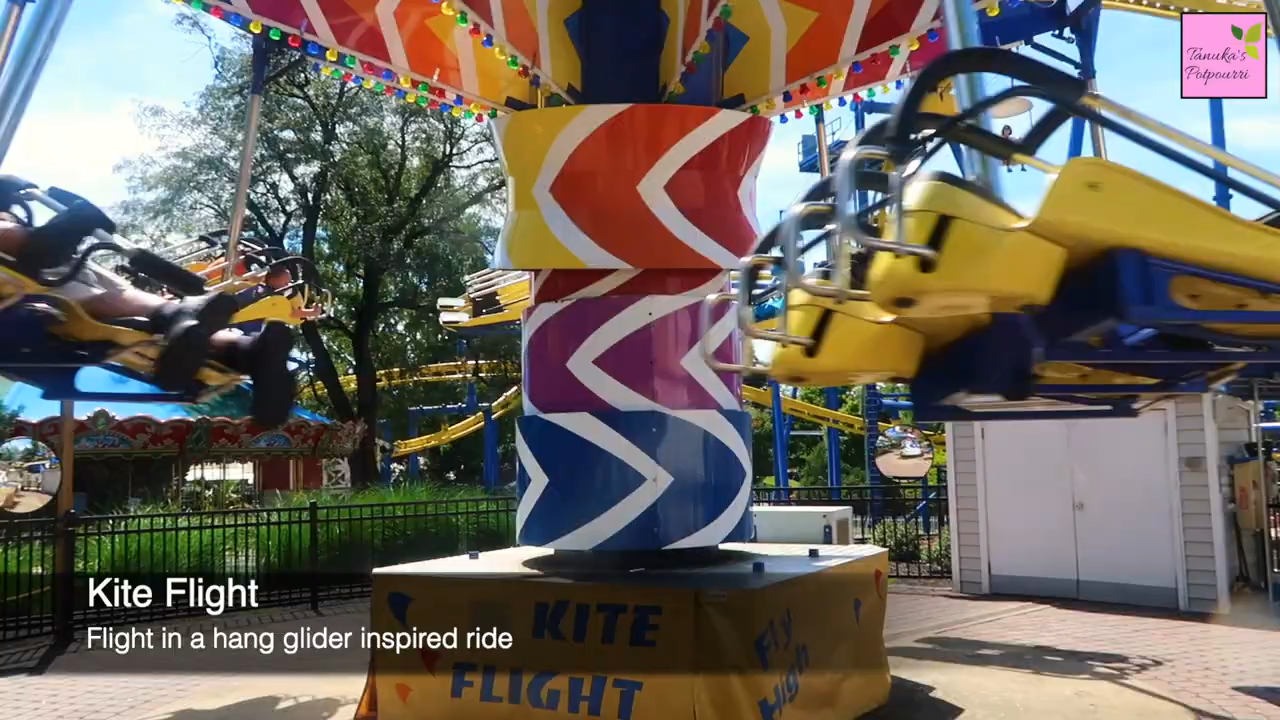 Tanuka's
Potpourri
KITE
FLIGHT
Fly
High
Kite Flight
Flight in a hang glider inspired ride